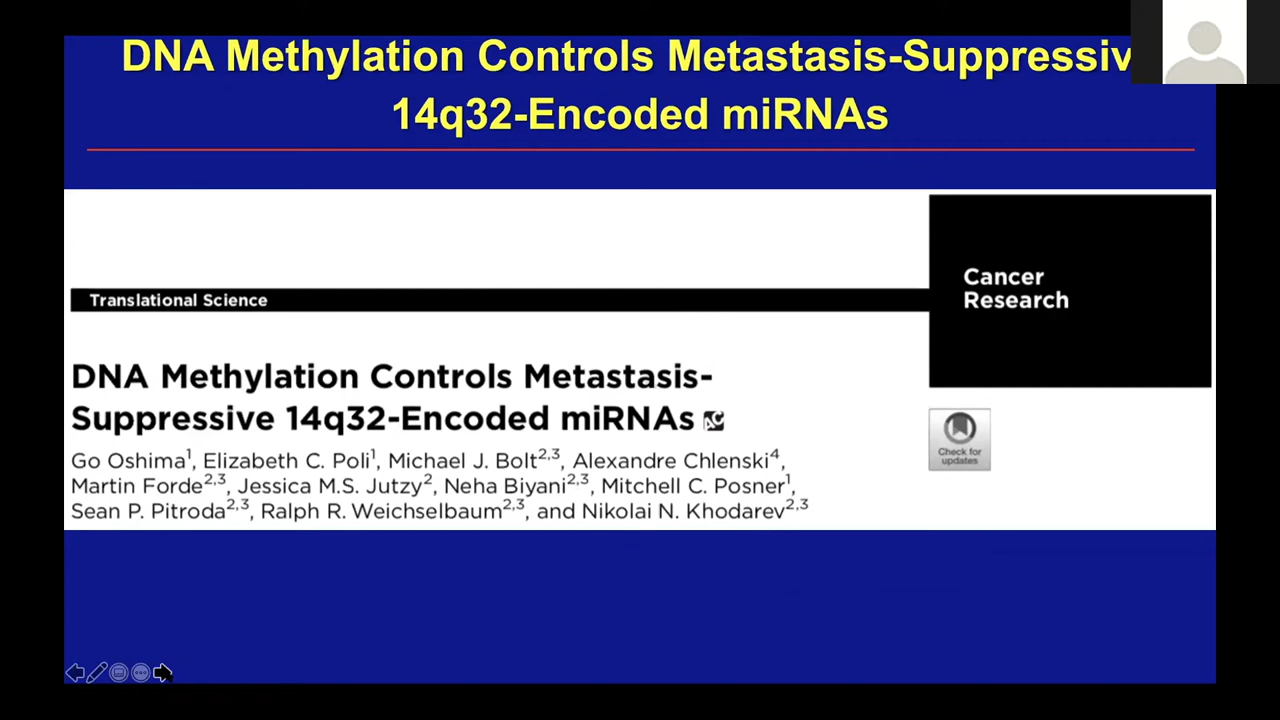 DNA Methylation Controls Metastasis-Suppressiv
14q32-Encoded miRNAs
Cancer
Research
Translational Science
DNA Methylation Controls Metastasis-
Suppressive 14q32-Encoded miRNAs AC
Go Oshima1, Elizabeth C. Poli1, Michael J. Bolt2,3, Alexandre Chlenski4,
Martin Forde2,3, Jessica M.S. Jutzy2, Neha Biyani2,3, Mitchell C. Posner1,
Sean P. Pitroda2,3, Ralph R. Weichselbaum2,3, and Nikolai N. Khodarev2,3
Check for
updates